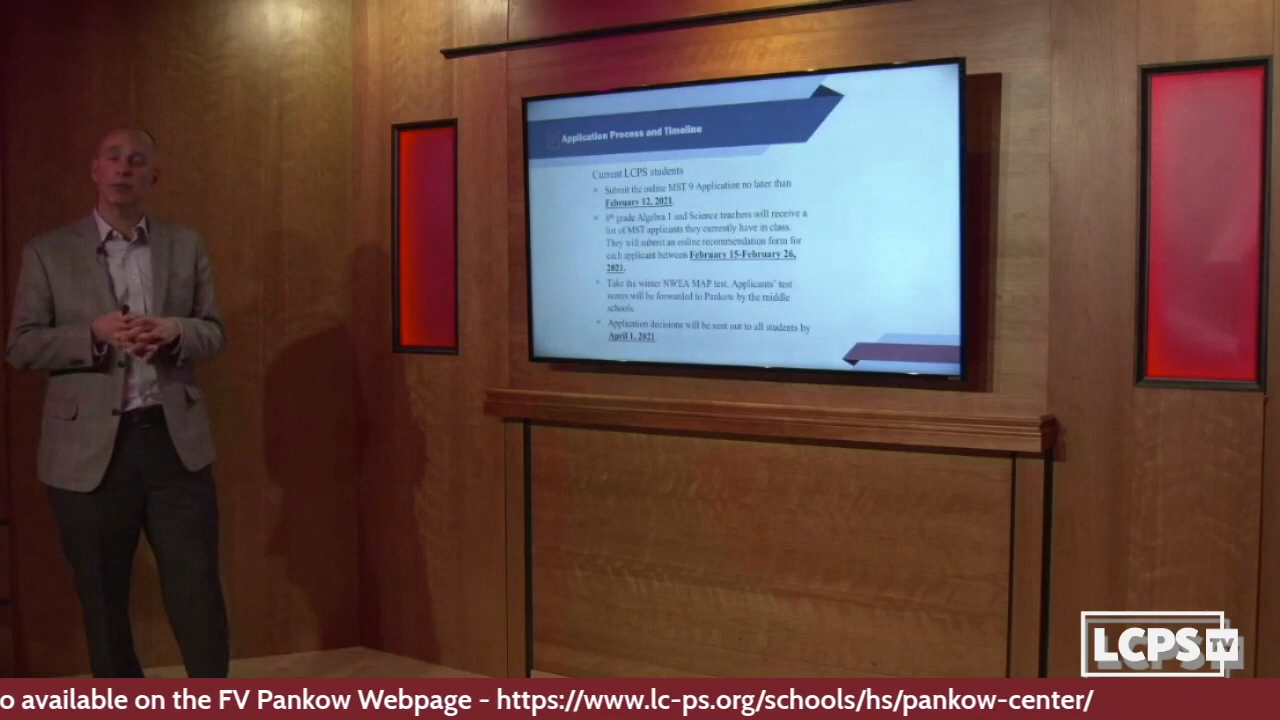 Application Process and Timeline
Current LCPS students
Submit the online MST 9 Application no later than
February 12, 2021.
8th grade Algebra 1 and Science teachers will receive a
list of MST applicants they currently have in class.
They will submit an online recommendation form for
each applicant between February 15-February 26,
2021.
Take the winter NWEA MAP test. Applicants' test
scores will be forwarded to Pankow by the middle
schools.
Application decisions will be sent out to all students by
April 1, 2021.
LCPS TV
o available on the FV Pankow Webpage - https://www.lc-ps.org/schools/hs/pankow-center/